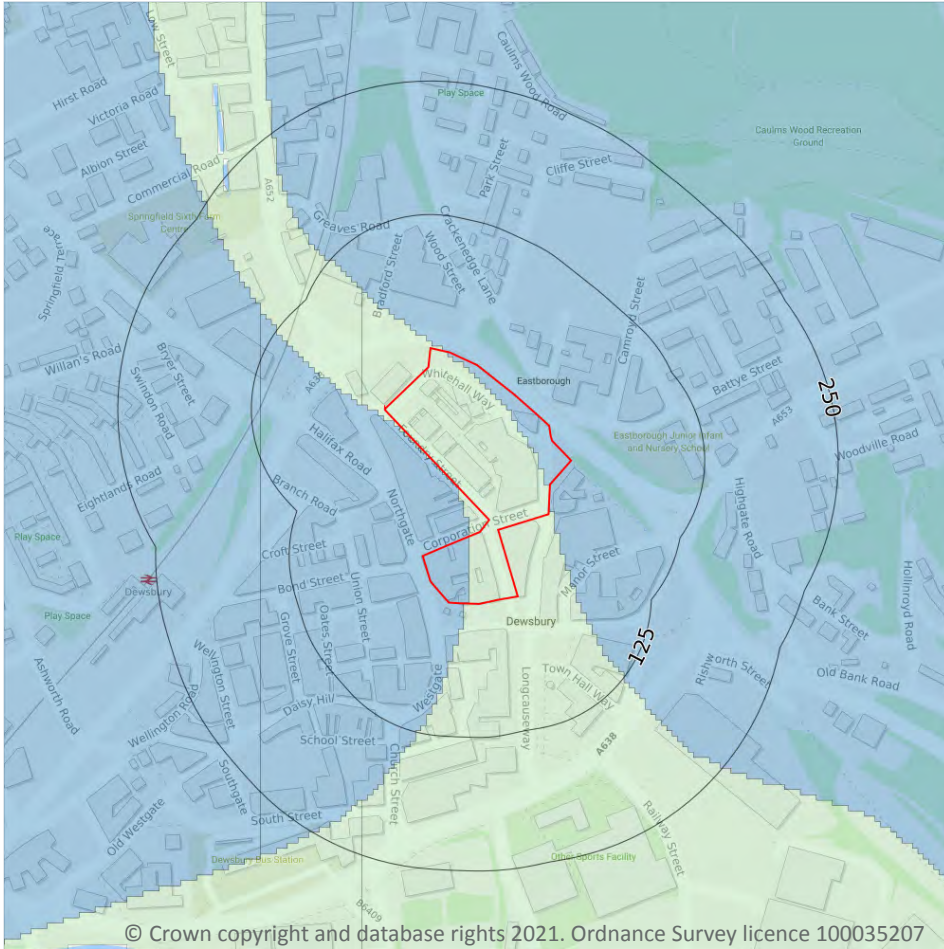 Low Street
Hirst Road
Victoria Road
Albion Street
Commercial Road
A652
Springfield Sixth Form
Centre
Springfield Terrace
Greaves Road
Bradford Street
Wood Street
Crackenedge Lane
Park Street
Play Space
Caulms Wood Road
Cliffe Street
Caulms Wood Recreation
Ground
Willan's Road
Bryer Street
Swindon Road
Eightlands Road
Halifax Road
Branch Road
Northgate
Whitehall Way
Foundry Street
Eastborough
Camroyd Street
Battye Street
A653
250
Woodville Road
Eastborough Junior Infant
and Nursery School
Highgate Road
Hollinroyd Road
Corporation Street
Croft Street
Bond Street
Union Street
Oates Street
Grove Street
Play Space
Dewsbury
Play Space
Manor Street
Dewsbury
125
Bank Street
Old Bank Road
Rishworth Street
Ashworth Road
Wellington Road
Wellington Street
Daisy Hill
School Street
Westgate
Longcauseway
Town Hall Way
A638
Southgate
South Street
Church Street
Old Westgate
Dewsbury Bus Station
Railway Street
Other Sports Facility
B6409
© Crown copyright and database rights 2021. Ordnance Survey licence 100035207